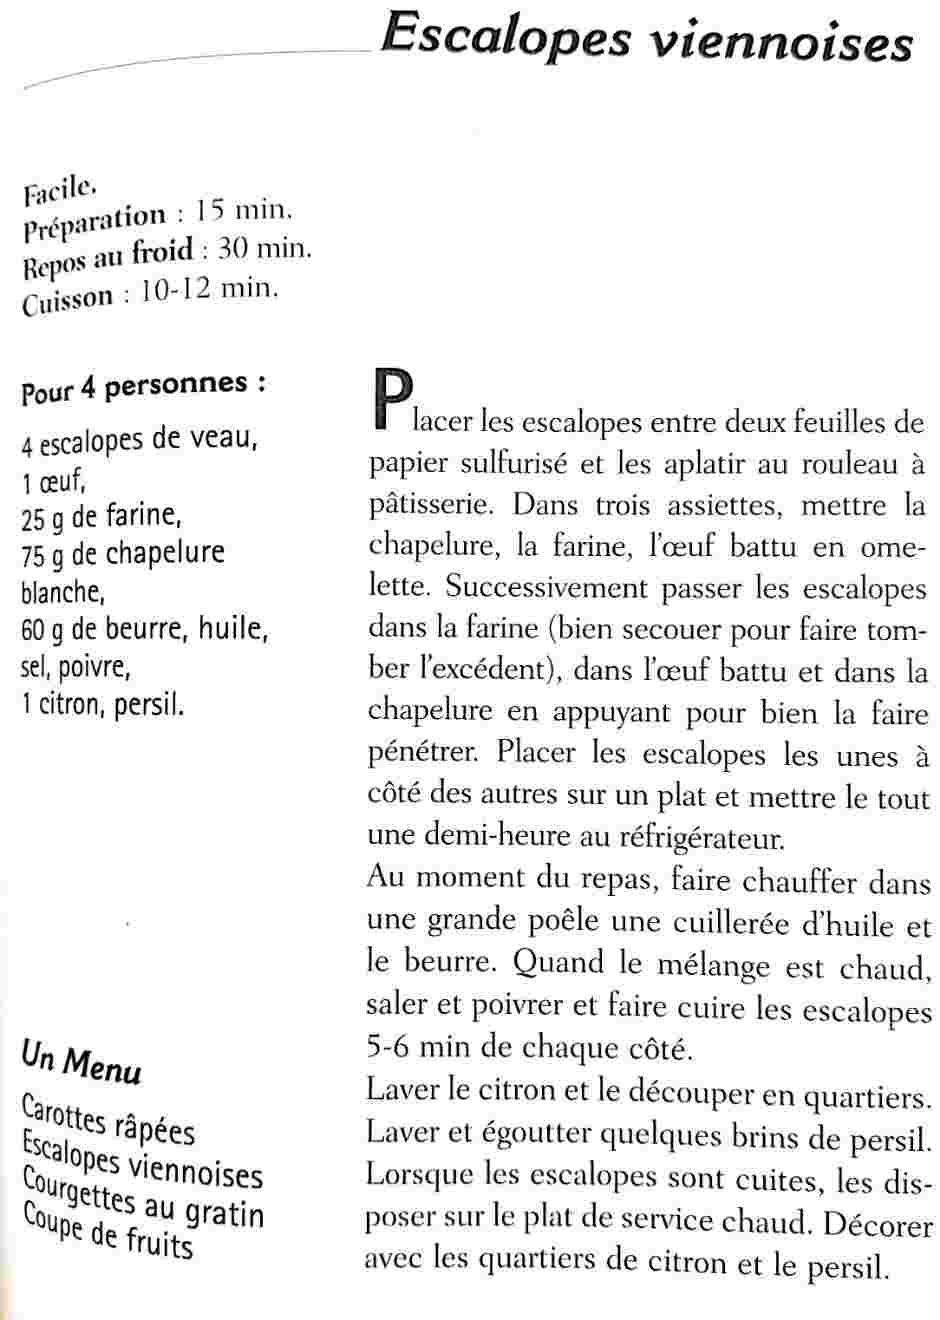 Escalopes viennoises
Facile.
Préparation : 15 min.
Repos au froid : 30 min.
Cuisson : 10-12 min.
Pour 4 personnes :
4 escalopes de veau,
1 œuf,
25 g de farine,
75 g de chapelure
blanche,
60 g de beurre, huile,
sel, poivre,
1 citron, persil.
Placer les escalopes entre deux feuilles de
papier sulfurisé et les aplatir au rouleau à
pâtisserie. Dans trois assiettes, mettre la
chapelure, la farine, l'œuf battu en ome-
lette. Successivement passer les escalopes
dans la farine (bien secouer pour faire tom-
ber l'excédent), dans l'œuf battu et dans la
chapelure en appuyant pour bien la faire
pénétrer. Placer les escalopes les unes à
côté des autres sur un plat et mettre le tout
une demi-heure au réfrigérateur.
Au moment du repas, faire chauffer dans
une grande poêle une cuillerée d'huile et
le beurre. Quand le mélange est chaud,
saler et poivrer et faire cuire les escalopes
5-6 min de chaque côté.
Laver le citron et le découper en quartiers.
Laver et égoutter quelques brins de persil.
Lorsque les escalopes sont cuites, les dis-
poser sur le plat de service chaud. Décorer
avec les quartiers de citron et le persil.
Un Menu
Carottes râpées
Escalopes viennoises
Courgettes au gratin
Coupe de fruits